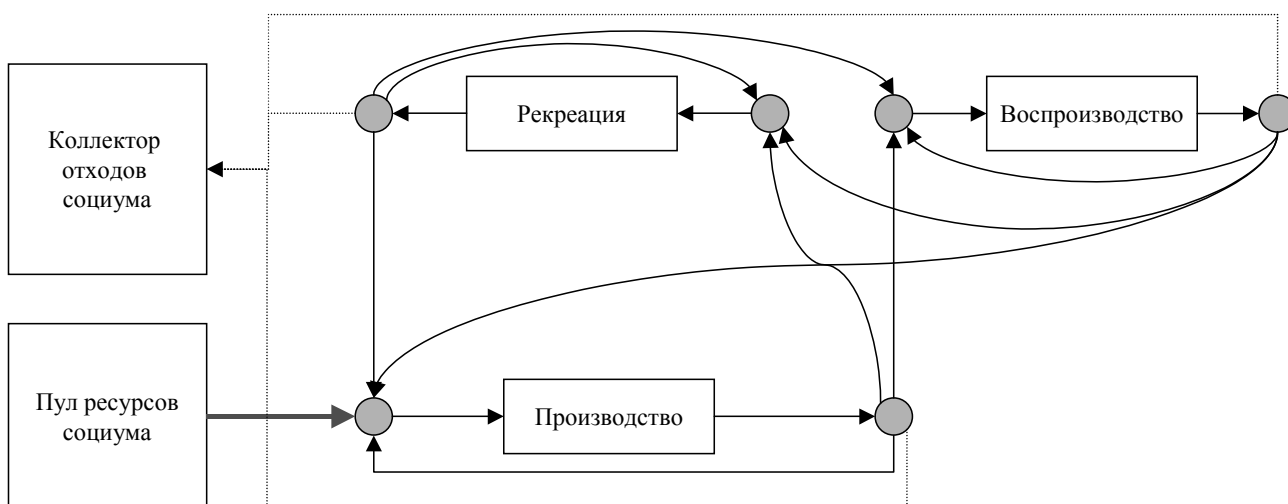 Рекреация
Воспроизводство
Коллектор
отходов
социума
Пул ресурсов
социума
Производство